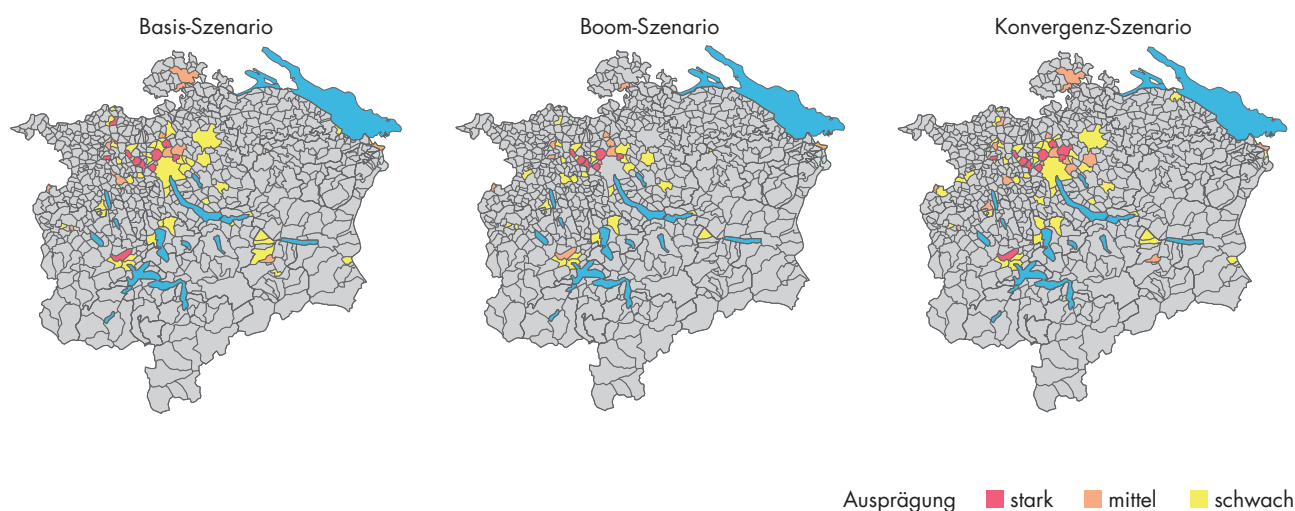 Basis-Szenario
Boom-Szenario
Konvergenz-Szenario
Ausprägung stark mittel schwach